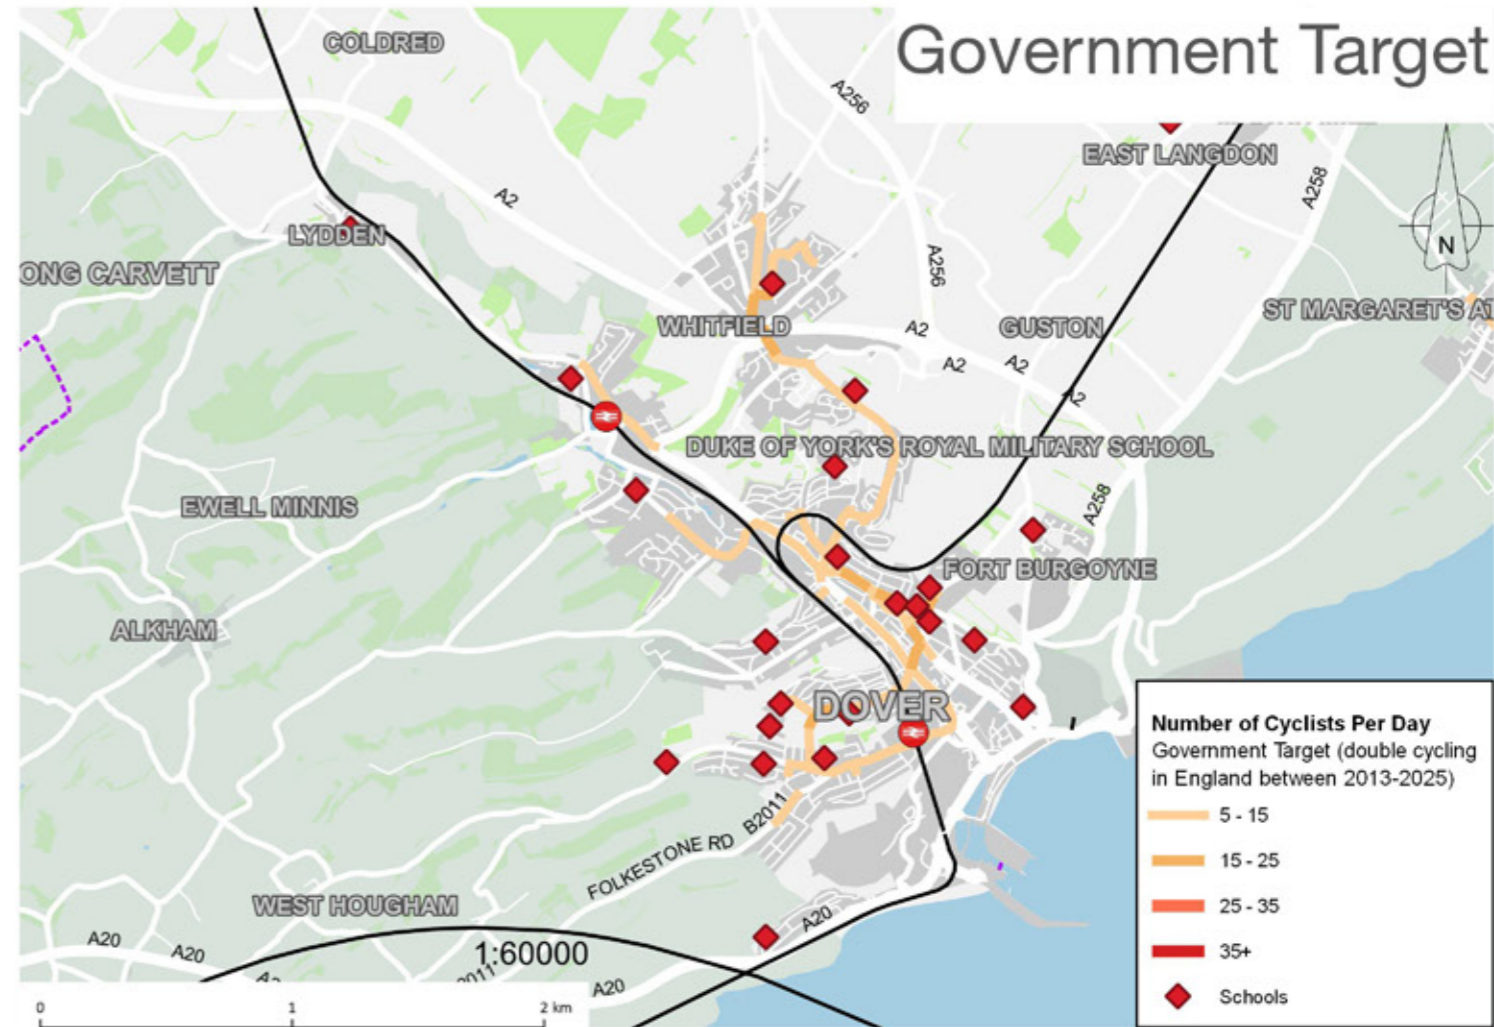 Government Target
COLDRED
A256
EAST LANGDON
A258
A2
LYDDEN
N
A256
ONG CARVETT
ST MARGARET'S AT
WHITFIELD
A2
GUSTON
A2
A2
A2
DUKE OF YORK'S ROYAL MILITARY SCHOOL
A258
EWELL MINNIS
FORT BURGOYNE
ALKHAM
DOVER
Number of Cyclists Per Day
Government Target (double cycling
in England between 2013-2025)
5 - 15
15 - 25
25 - 35
35+
Schools
B2011
FOLKESTONE RD
WEST HOUGHAM
A20
A20
A20
1:60000
A20
0 1 2 km